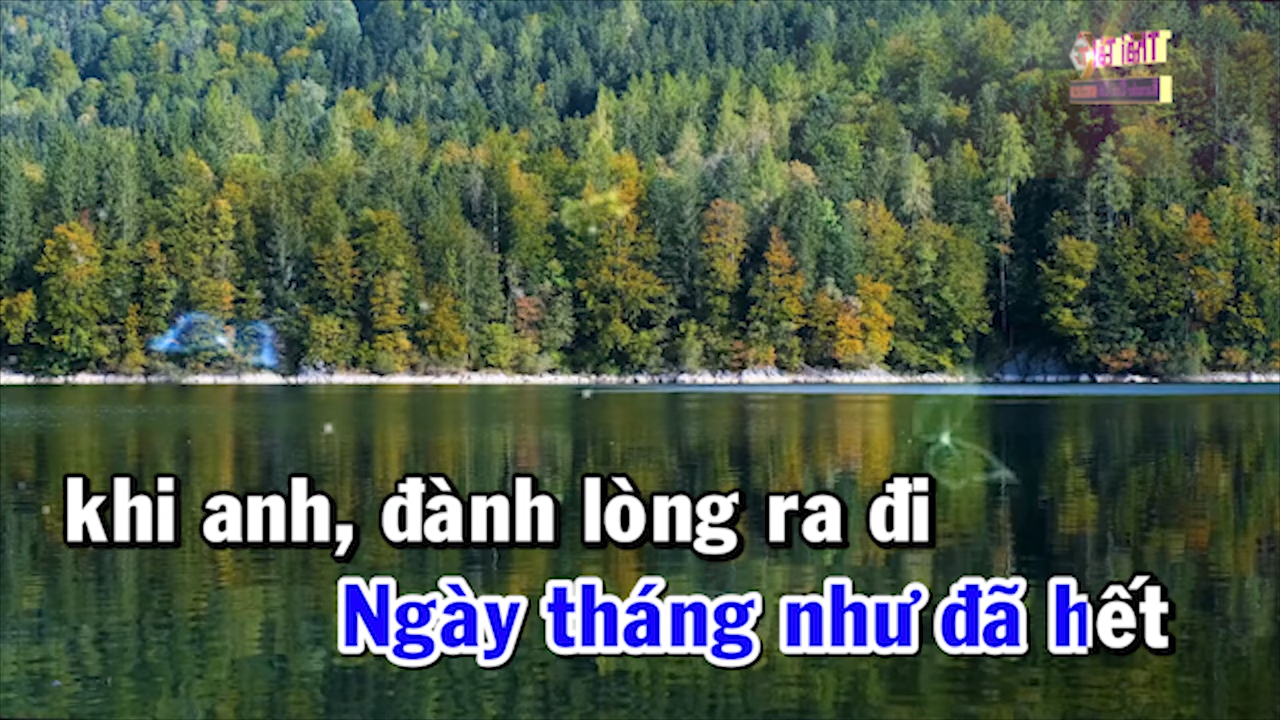 khi anh, đành lòng ra đi
Ngày tháng như đã hết